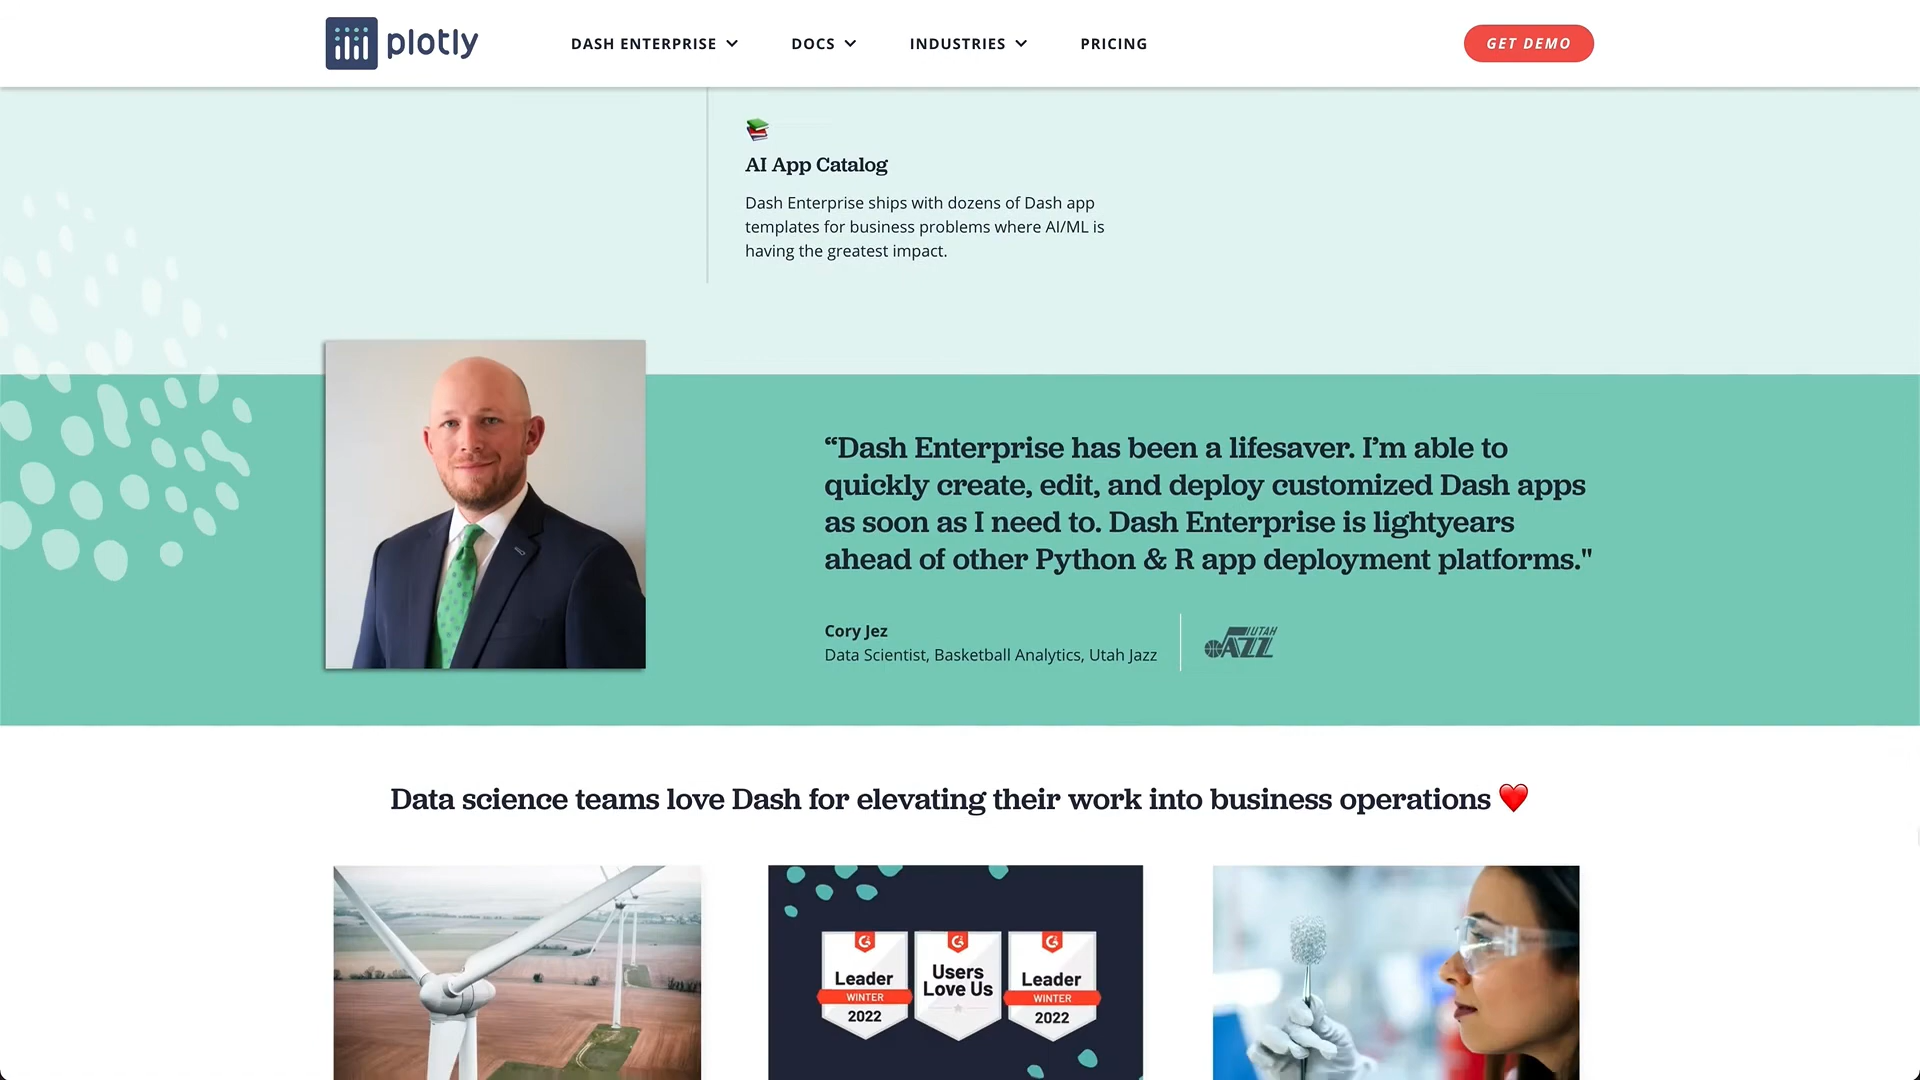 plotly
DASH ENTERPRISE
DOCS
INDUSTRIES
PRICING
GET DEMO
AI App Catalog
Dash Enterprise ships with dozens of Dash app
templates for business problems where AI/ML is
having the greatest impact.
“Dash Enterprise has been a lifesaver. I’m able to
quickly create, edit, and deploy customized Dash apps
as soon as I need to. Dash Enterprise is lightyears
ahead of other Python & R app deployment platforms."
Cory Jez
Data Scientist, Basketball Analytics, Utah Jazz
UTAH
JAZZ
Data science teams love Dash for elevating their work into business operations ❤️
Leader
WINTER
2022
Users
Love Us
Leader
WINTER
2022